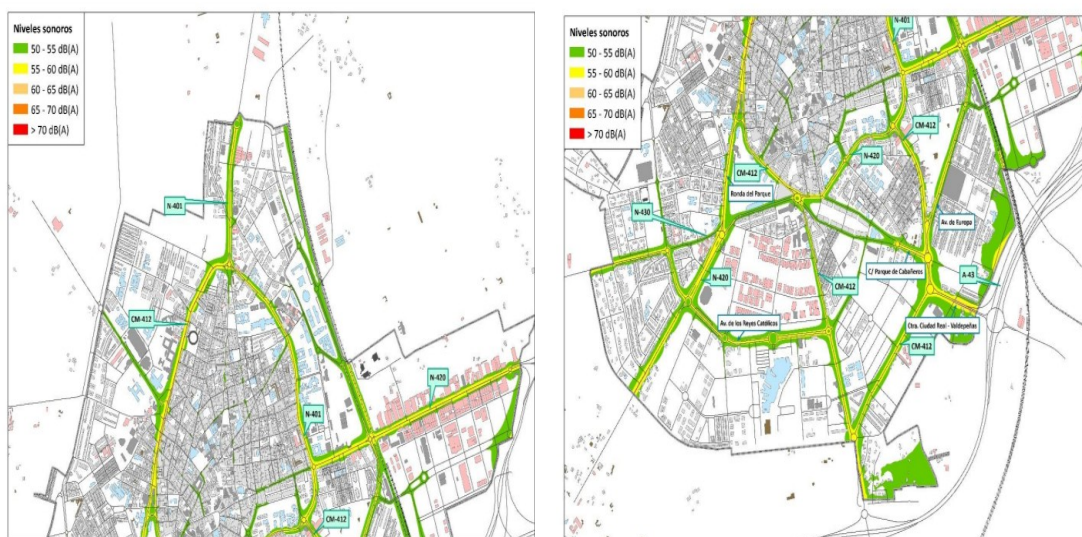 Niveles sonoros
50 - 55 dB(A)
55 - 60 dB(A)
60 - 65 dB(A)
65 - 70 dB(A)
> 70 dB(A)
N-401
CM-412
N-420
N-401
CM-412
Niveles sonoros
50 - 55 dB(A)
55 - 60 dB(A)
60 - 65 dB(A)
65 - 70 dB(A)
> 70 dB(A)
N-401
CM-412
N-420
CM-412
Ronda del Parque
N-430
Av. de Europa
C/ Parque de Cabañeros
A-43
N-420
CM-412
Av. de los Reyes Católicos
Ctra. Ciudad Real - Valdepeñas
CM-412